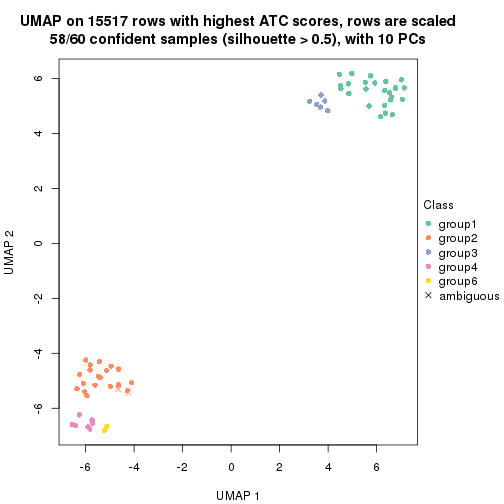 UMAP on 15517 rows with highest ATC scores, rows are scaled
58/60 confident samples (silhouette > 0.5), with 10 PCs
6
4
2
0
-2
-4
-6
UMAP 2
-6
-4
-2
0
2
4
6
UMAP 1
Class
group1
group2
group3
group4
group6
ambiguous